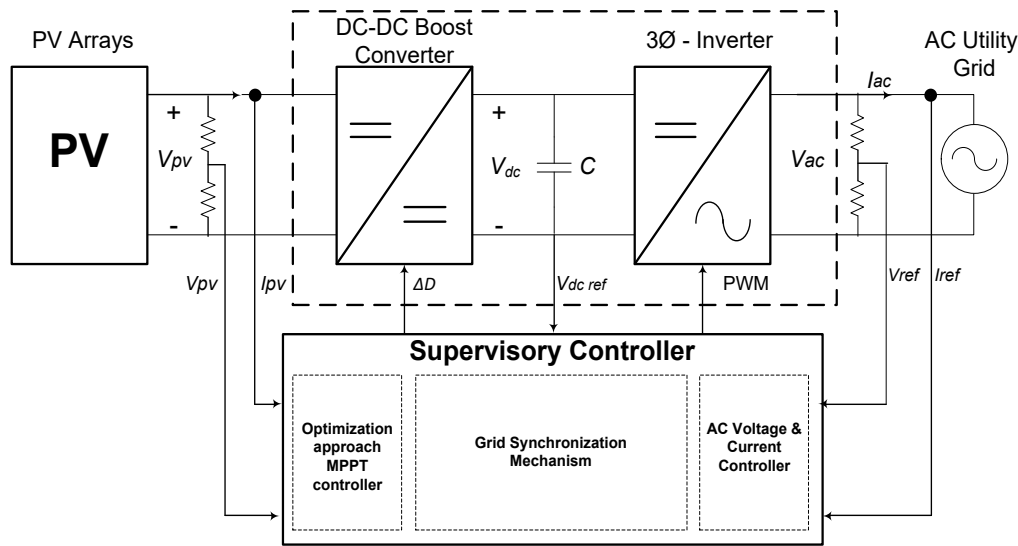 PV Arrays
DC-DC Boost
Converter
3Ø - Inverter
AC Utility
Grid
PV
+
Vpv
-
+
Vdc
-
C
Iac
Vac
Vpv
Ipv
ΔD
Vdc ref
PWM
Vref
Iref
Supervisory Controller
Optimization
approach
MPPT
controller
Grid Synchronization
Mechanism
AC Voltage &
Current
Controller